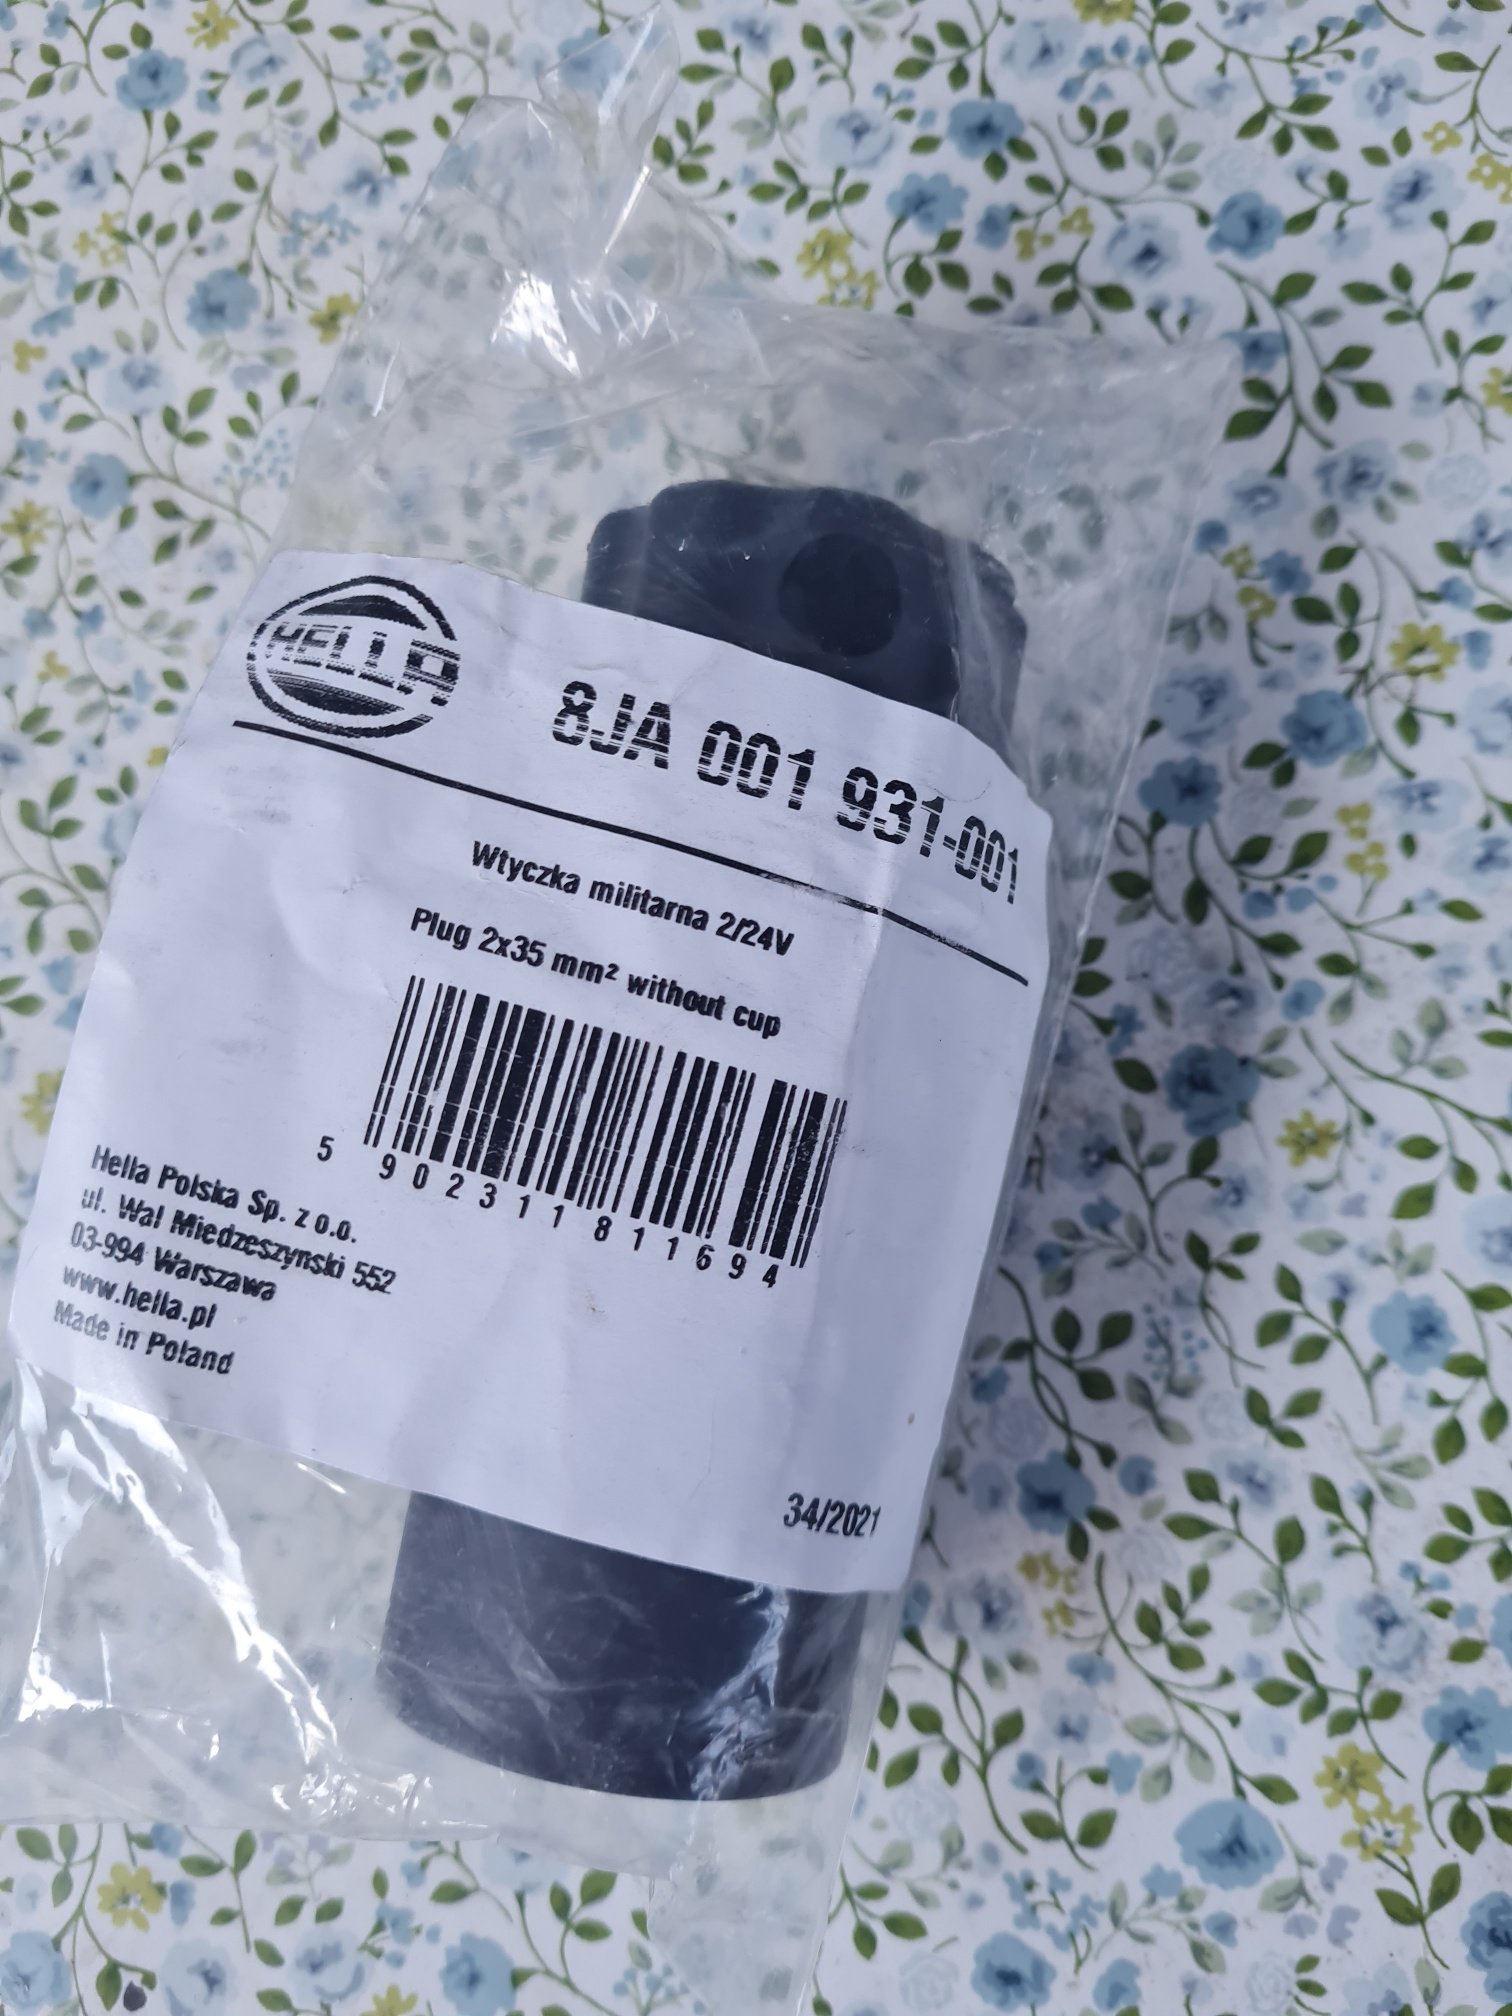 HELLA
8JA 001 931-001
Wtyczka militarna 2/24V
Plug 2x35 mm² without cup
5 902311 811694
Hella Polska Sp. z o.o.
ul. Wal Miedzeszynski 552
03-994 Warszawa
www.hella.pl
Made in Poland
34/2021